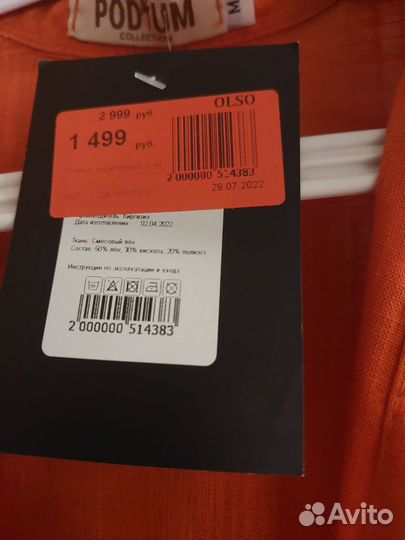 PODIUM
COLLECTION
M
OLSO
2 999 руб.
1 499 руб.
2 000000 514383
29.07.2022
Дата изготовления: 02.04.2022
Ткань: Смесовый лён
Состав: 50% лён, 30% вискоза, 20% полиэст
Инструкции по эксплуатации и уходу
2 000000 514383
Avito